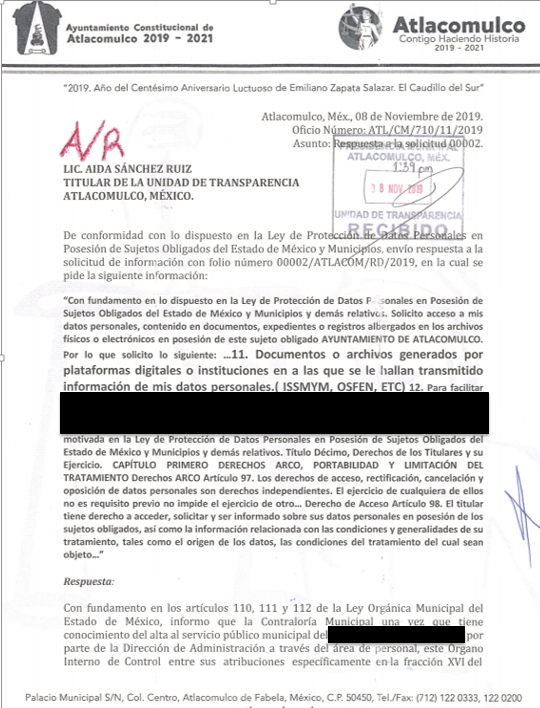 Ayuntamiento Constitucional de
Atlacomulco 2019 - 2021
Atlacomulco
Contigo Haciendo Historia
2019 - 2021
"2019. Año del Centésimo Aniversario Luctuoso de Emiliano Zapata Salazar. El Caudillo del Sur"
Atlacomulco, Méx., 08 de Noviembre de 2019.
Oficio Número: ATL/CM/710/11/2019
Asunto: Respuesta a la solicitud 00002.
A/R
PRESIDENCIA MUNICIPAL
ATLACOMULCO, MÉX.
1:39 pm
08 NOV 2019
UNIDAD DE TRANSPARENCIA
RECIBIDO
LIC. AIDA SÁNCHEZ RUIZ
TITULAR DE LA UNIDAD DE TRANSPARENCIA
ATLACOMULCO, MÉXICO.
De conformidad con lo dispuesto en la Ley de Protección de Datos Personales en
Posesión de Sujetos Obligados del Estado de México y Municipios, envío respuesta a la
solicitud de información con folio número 00002/ATLACOM/RD/2019, en la cual se
pide la siguiente información:
"Con fundamento en lo dispuesto en la Ley de Protección de Datos Personales en Posesión de
Sujetos Obligados del Estado de México y Municipios y demás relativos. Solicito acceso a mis
datos personales, contenido en documentos, expedientes o registros albergados en los archivos
físicos o electrónicos en posesión de este sujeto obligado AYUNTAMIENTO DE ATLACOMULCO.
Por lo que solicito lo siguiente: ...11. Documentos o archivos generados por
plataformas digitales o instituciones en a las que se le hallan transmitido
información de mis datos personales.( ISSMYM, OSFEN, ETC) 12. Para facilitar
motivada en la Ley de Protección de Datos Personales en Posesión de Sujetos Obligados del
Estado de México y Municipios y demás relativos. Título Décimo, Derechos de los Titulares y su
Ejercicio. CAPÍTULO PRIMERO DERECHOS ARCO, PORTABILIDAD Y LIMITACIÓN DEL
TRATAMIENTO Derechos ARCO Artículo 97. Los derechos de acceso, rectificación, cancelación y
oposición de datos personales son derechos independientes. El ejercicio de cualquiera de ellos
no es requisito previo no impide el ejercicio de otro... Derecho de Acceso Artículo 98. El titular
tiene derecho a acceder, solicitar y ser informado sobre sus datos personales en posesión de los
sujetos obligados, así como la información relacionada con las condiciones y generalidades de su
tratamiento, tales como el origen de los datos, las condiciones del tratamiento del cual sean
objeto..."
Respuesta:
Con fundamento en los artículos 110, 111 y 112 de la Ley Orgánica Municipal del
Estado de México, informo que la Contraloría Municipal una vez que tiene
conocimiento del alta al servicio público municipal del por
parte de la Dirección de Administración a través del área de personal, este Órgano
Interno de Control entre sus atribuciones específicamente en la fracción XVI del
Palacio Municipal S/N, Col. Centro, Atlacomulco de Fabela, México, C.P. 50450, Tel./Fax: (712) 122 0333, 122 0200